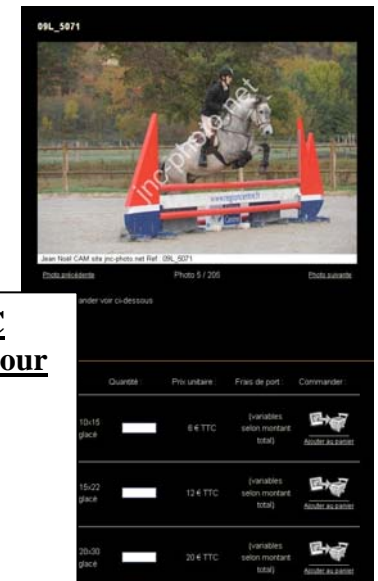 09L_5071
jnc-photo.net
www.regioncentre.fr
Centre
Jean Noël CAM site jnc-photo.net Ref : 09L_5071
Photo précédente Photo 5 / 205 Photo suivante
ander voir ci-dessous
our
Quantité : Prix unitaire : Frais de port : Commander :
10x15 glacé 6 € TTC (variables selon montant total) Ajouter au panier
15x22 glacé 12 € TTC (variables selon montant total) Ajouter au panier
20x30 glacé 20 € TTC (variables selon montant total) Ajouter au panier